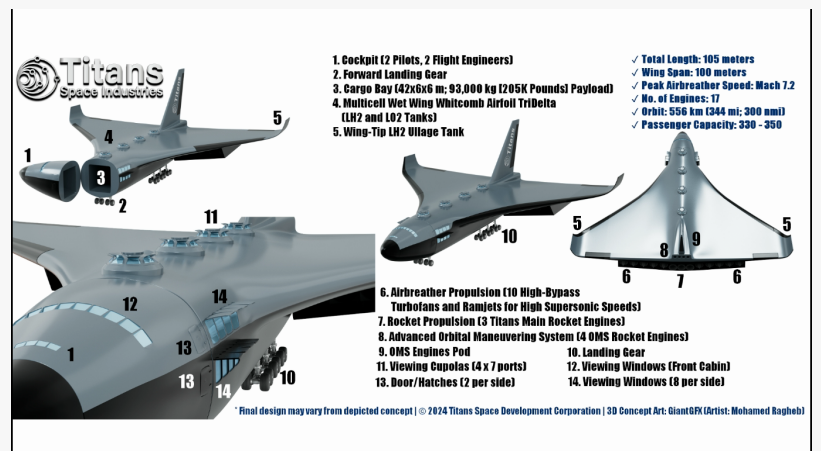 Titans
Space Industries
1. Cockpit (2 Pilots, 2 Flight Engineers)
2. Forward Landing Gear
3. Cargo Bay (42x6x6 m; 93,000 kg [205K Pounds] Payload)
4. Multicell Wet Wing Whitcomb Airfoil TriDelta
(LH2 and LO2 Tanks)
5. Wing-Tip LH2 Ullage Tank
✓ Total Length: 105 meters
✓ Wing Span: 100 meters
✓ Peak Airbreather Speed: Mach 7.2
✓ No. of Engines: 17
✓ Orbit: 556 km (344 mi; 300 nmi)
✓ Passenger Capacity: 330 - 350
1
4
3
2
5
Titans
10
5
5
8
9
6
7
6
11
12
14
13
1
13
14
10
6. Airbreather Propulsion (10 High-Bypass
Turbofans and Ramjets for High Supersonic Speeds)
7. Rocket Propulsion (3 Titans Main Rocket Engines)
8. Advanced Orbital Maneuvering System (4 OMS Rocket Engines)
9. OMS Engines Pod
10. Landing Gear
11. Viewing Cupolas (4 x 7 ports)
12. Viewing Windows (Front Cabin)
13. Door/Hatches (2 per side)
14. Viewing Windows (8 per side)
* Final design may vary from depicted concept | © 2024 Titans Space Development Corporation | 3D Concept Art: GiantGFX (Artist: Mohamed Ragheb)